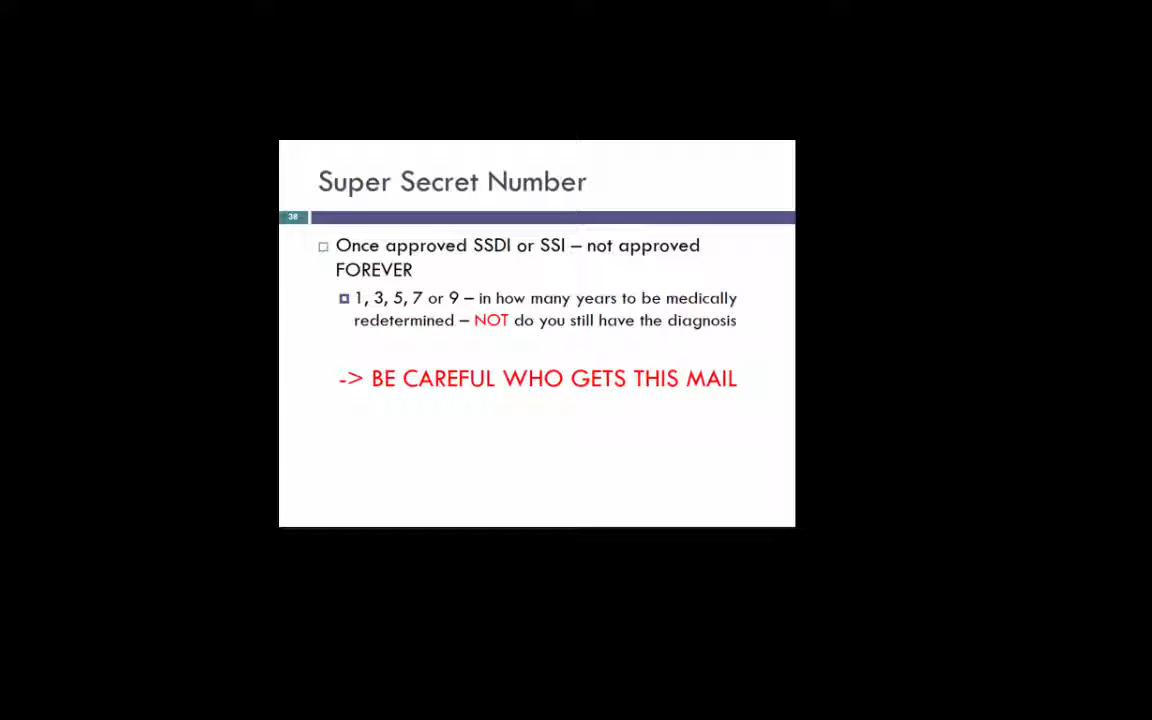 Super Secret Number
38
Once approved SSDI or SSI – not approved
FOREVER
1, 3, 5, 7 or 9 – in how many years to be medically
redetermined – NOT do you still have the diagnosis
-> BE CAREFUL WHO GETS THIS MAIL